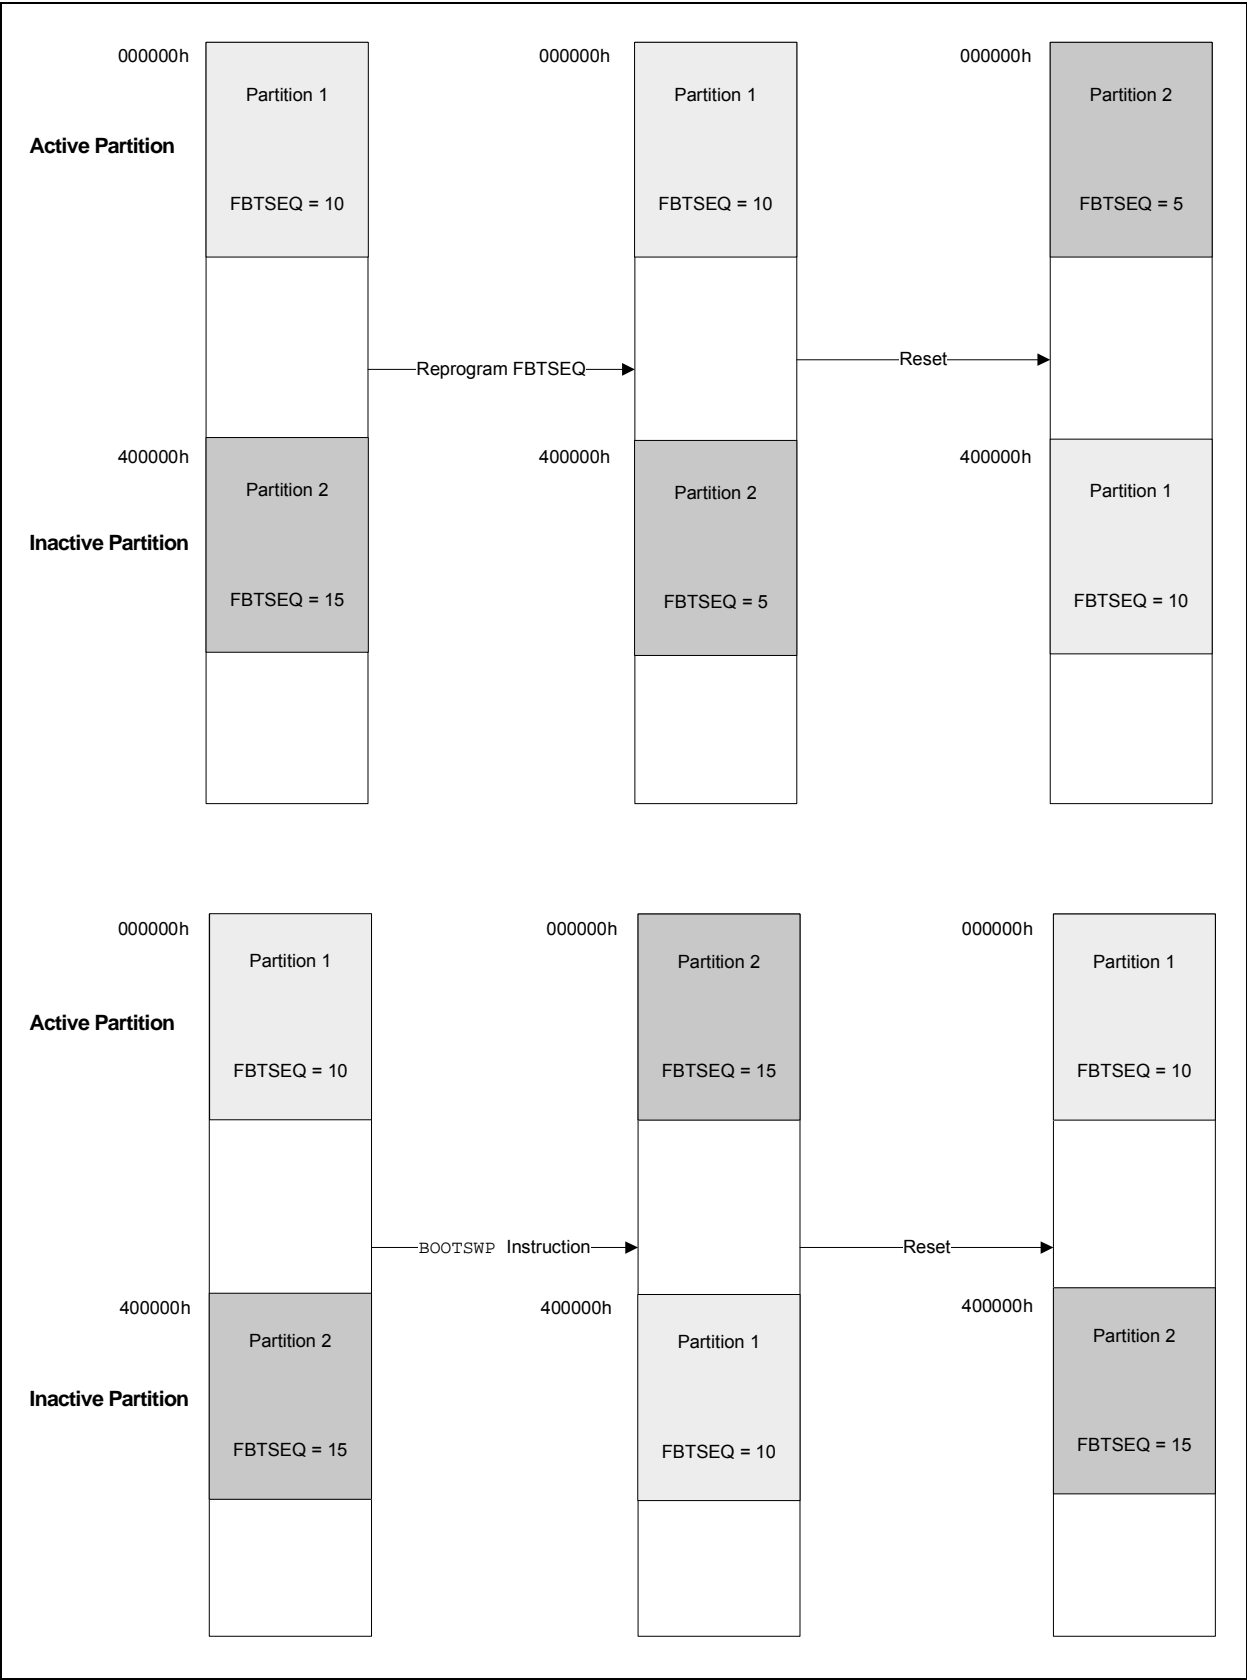 000000h 000000h 000000h
Partition 1 Partition 1 Partition 2
Active Partition
FBTSEQ = 10 FBTSEQ = 10 FBTSEQ = 5
Reset
Reprogram FBTSEQ
400000h 400000h 400000h
Partition 2 Partition 2 Partition 1
Inactive Partition
FBTSEQ = 15 FBTSEQ = 5 FBTSEQ = 10
000000h 000000h 000000h
Partition 1 Partition 2 Partition 1
Active Partition
FBTSEQ = 10 FBTSEQ = 15 FBTSEQ = 10
BOOTSWP Instruction Reset
400000h 400000h 400000h
Partition 2 Partition 1 Partition 2
Inactive Partition
FBTSEQ = 15 FBTSEQ = 10 FBTSEQ = 15